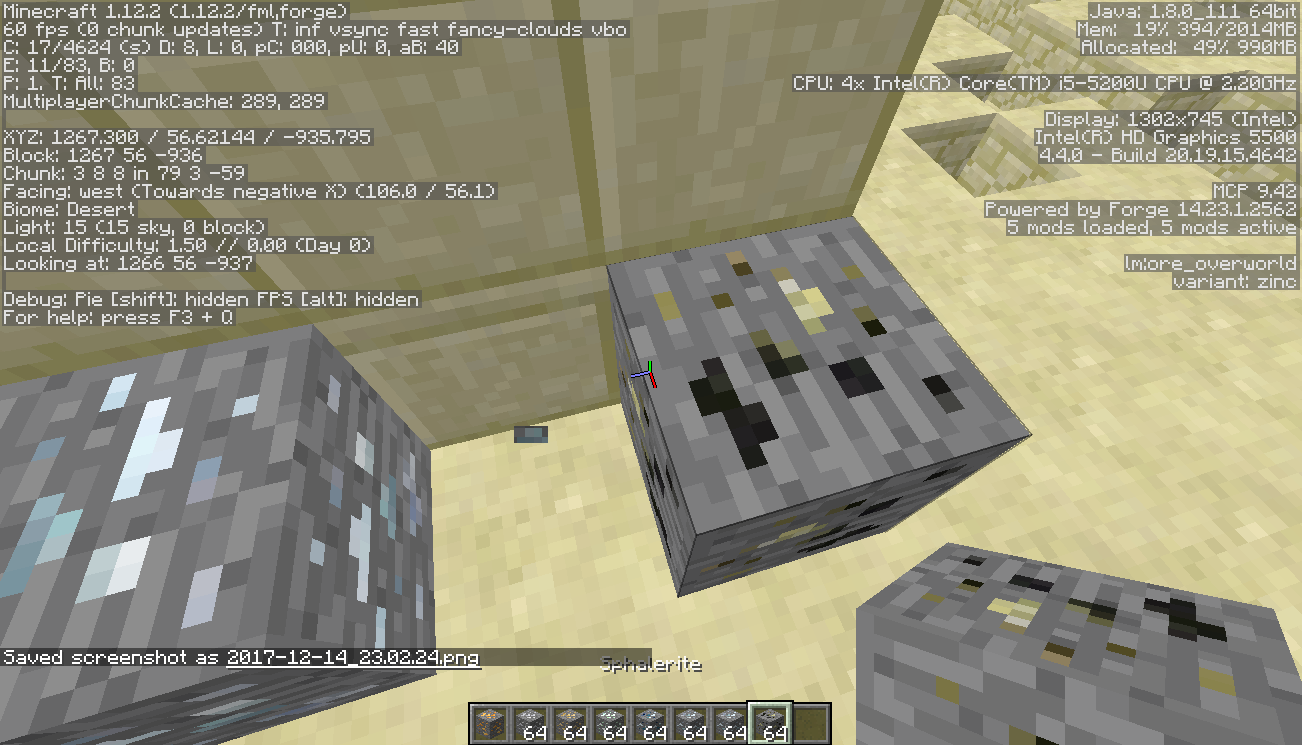 Minecraft 1.12.2 (1.12.2/fml,forge)
60 fps (0 chunk updates) T: inf vsync fast fancy-clouds vbo
C: 17/4624 (s) D: 8, L: 0, pC: 000, pU: 0, aB: 40
E: 11/83, B: 0
P: 1. T: All: 83
MultiplayerChunkCache: 289, 289
XYZ: 1267.300 / 56.62144 / -935.795
Block: 1267 56 -936
Chunk: 3 8 8 in 79 3 -59
Facing: west (Towards negative X) (106.0 / 56.1)
Biome: Desert
Light: 15 (15 sky, 0 block)
Local Difficulty: 1.50 // 0.00 (Day 0)
Looking at: 1266 56 -937
Debug: Pie [shift]: hidden FPS [alt]: hidden
For help: press F3 + Q
Java: 1.8.0_111 64bit
Mem: 19% 394/2014MB
Allocated: 49% 990MB
CPU: 4x Intel(R) Core(TM) i5-5200U CPU @ 2.20GHz
Display: 1302x745 (Intel)
Intel(R) HD Graphics 5500
4.4.0 - Build 20.19.15.4642
MCP 9.42
Powered by Forge 14.23.1.2562
5 mods loaded, 5 mods active
lm:ore_overworld
variant: zinc
Saved screenshot as 2017-12-14_23.02.24.png
Sphalerite
64 64 64 64 64 64 64